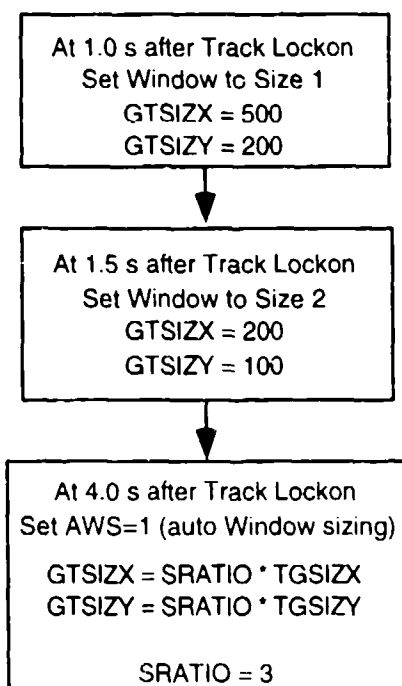 At 1.0 s after Track Lockon
Set Window to Size 1
GTSIZX = 500
GTSIZY = 200
At 1.5 s after Track Lockon
Set Window to Size 2
GTSIZX = 200
GTSIZY = 100
At 4.0 s after Track Lockon
Set AWS=1 (auto Window sizing)
GTSIZX = SRATIO * TGSIZX
GTSIZY = SRATIO * TGSIZY
SRATIO = 3